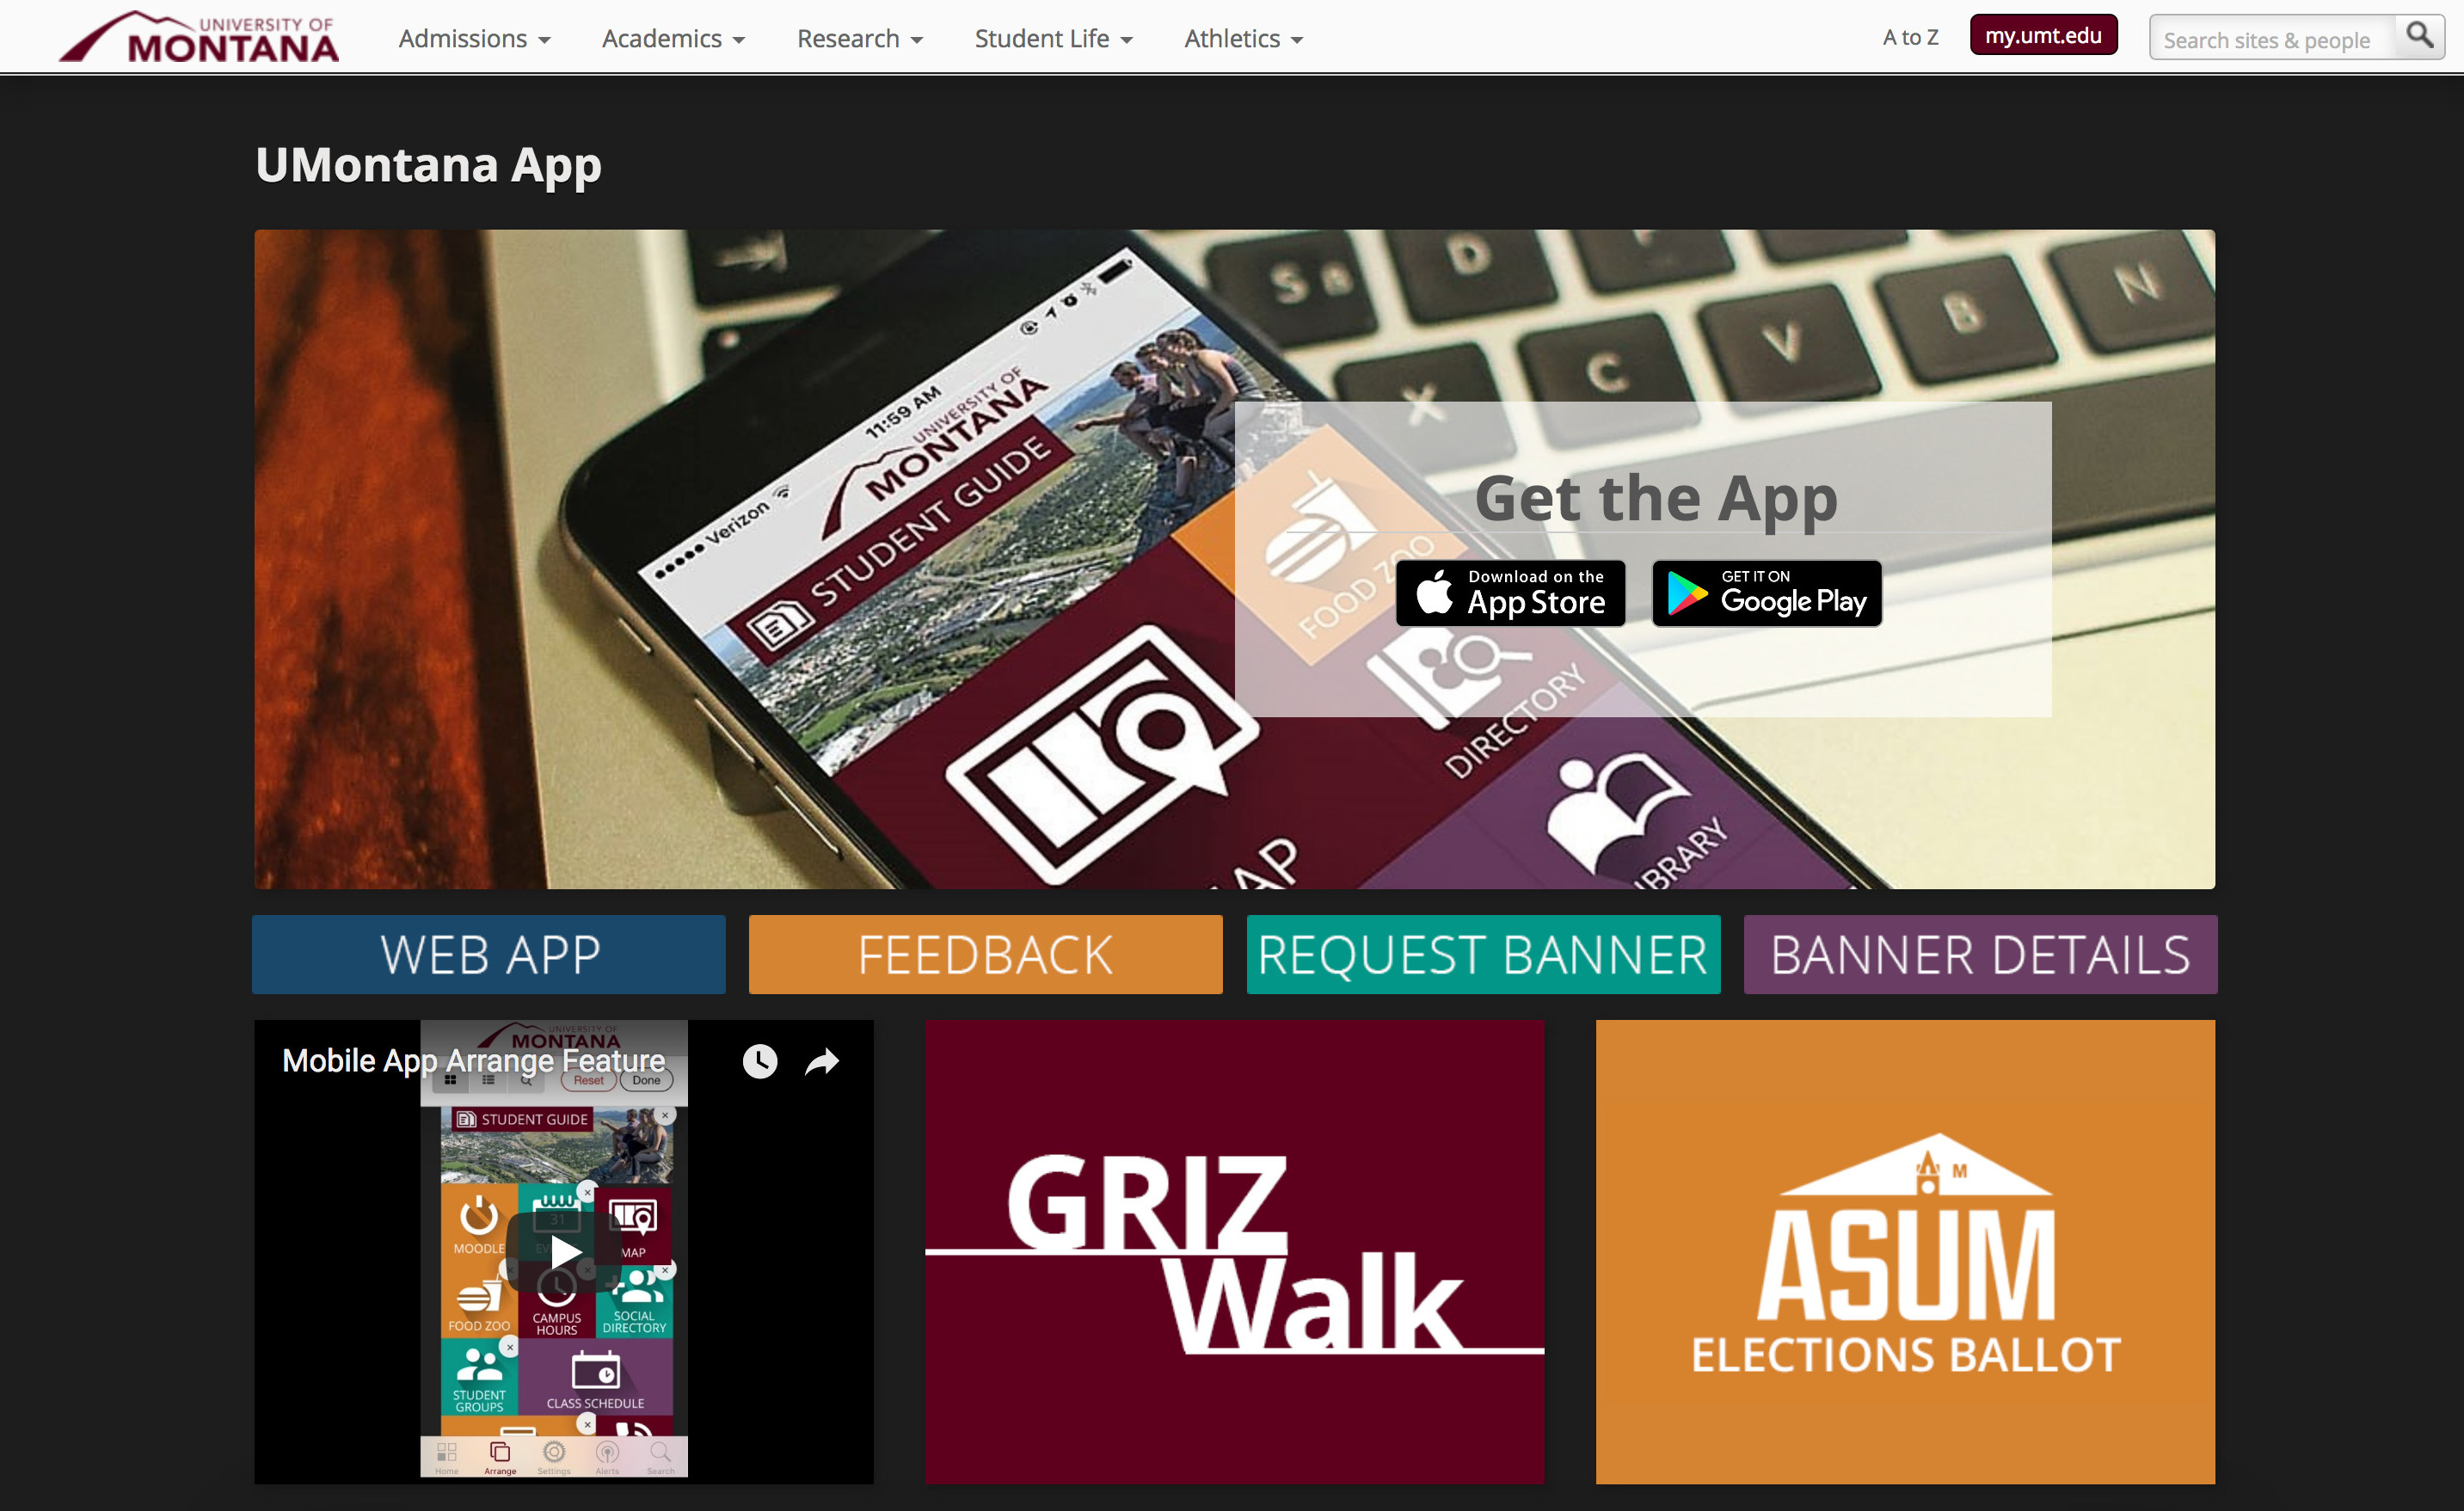 UNIVERSITY OF
MONTANA
Admissions
Academics
Research
Student Life
Athletics
A to Z
my.umt.edu
Search sites & people
UMontana App
S
D
X
C
V
B
N
11:59 AM
Verizon
UNIVERSITY OF
MONTANA
STUDENT GUIDE
FOOD ZOO
DIRECTORY
Get the App
Download on the
App Store
GET IT ON
Google Play
WEB APP
FEEDBACK
REQUEST BANNER
BANNER DETAILS
UNIVERSITY OF
MONTANA
Mobile App Arrange Feature
Reset
Done
STUDENT GUIDE
MOODLE
31
MAP
FOOD ZOO
CAMPUS
HOURS
SOCIAL
DIRECTORY
STUDENT
GROUPS
CLASS SCHEDULE
Home
Arrange
Settings
Alerts
Search
GRIZ
Walk
M
ASUM
ELECTIONS BALLOT